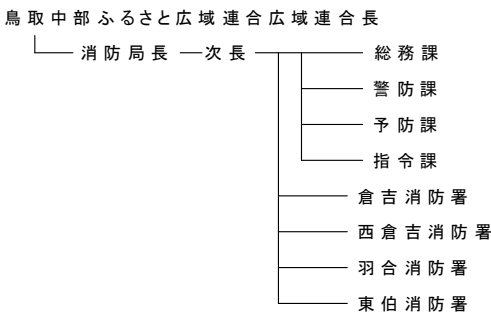 鳥取中部ふるさと広域連合広域連合長
消防局長 次長 総務課
警防課
予防課
指令課
倉吉消防署
西倉吉消防署
羽合消防署
東伯消防署